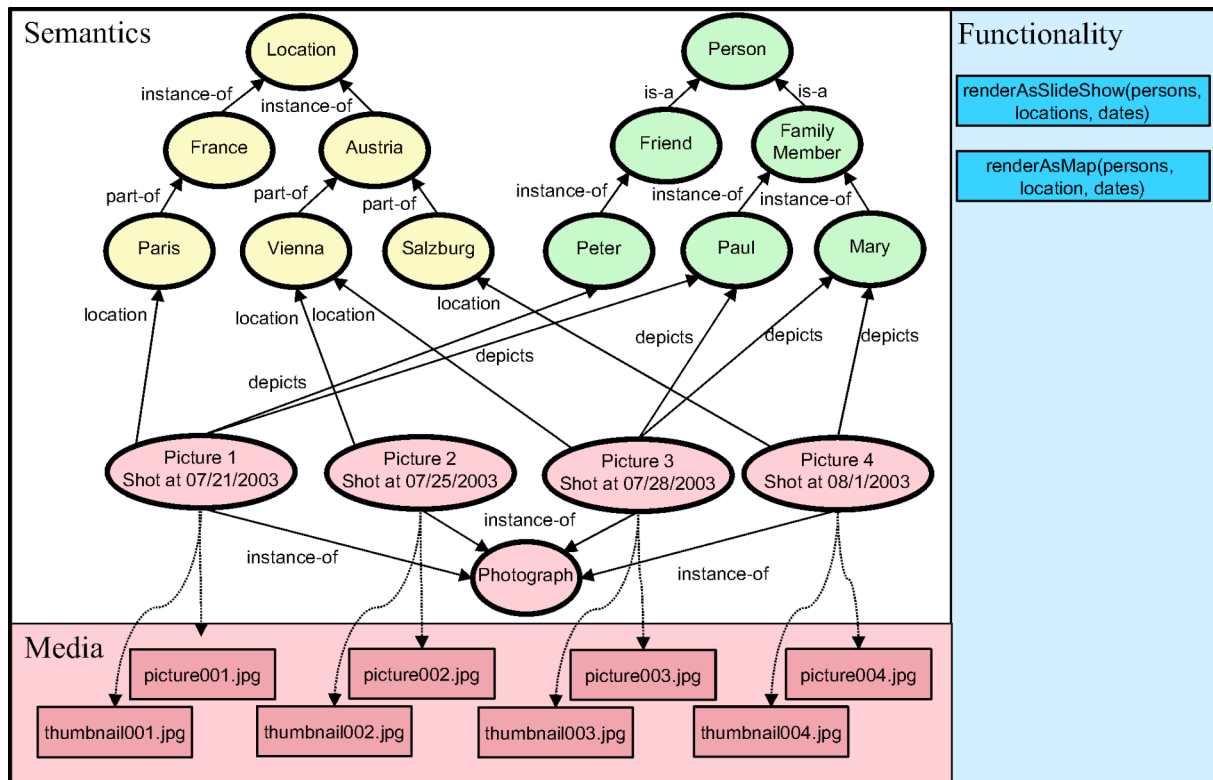 Semantics
Functionality
Location
Person
instance-of
instance-of
is-a
is-a
renderAsSlideShow(persons,
locations, dates)
France
Austria
Friend
Family
Member
renderAsMap(persons,
location, dates)
part-of
part-of
part-of
instance-of
instance-of
instance-of
Paris
Vienna
Salzburg
Peter
Paul
Mary
location
location
location
location
depicts
depicts
depicts
depicts
Picture 1
Shot at 07/21/2003
Picture 2
Shot at 07/25/2003
Picture 3
Shot at 07/28/2003
Picture 4
Shot at 08/1/2003
instance-of
instance-of
instance-of
Photograph
Media
picture001.jpg
picture002.jpg
picture003.jpg
picture004.jpg
thumbnail001.jpg
thumbnail002.jpg
thumbnail003.jpg
thumbnail004.jpg